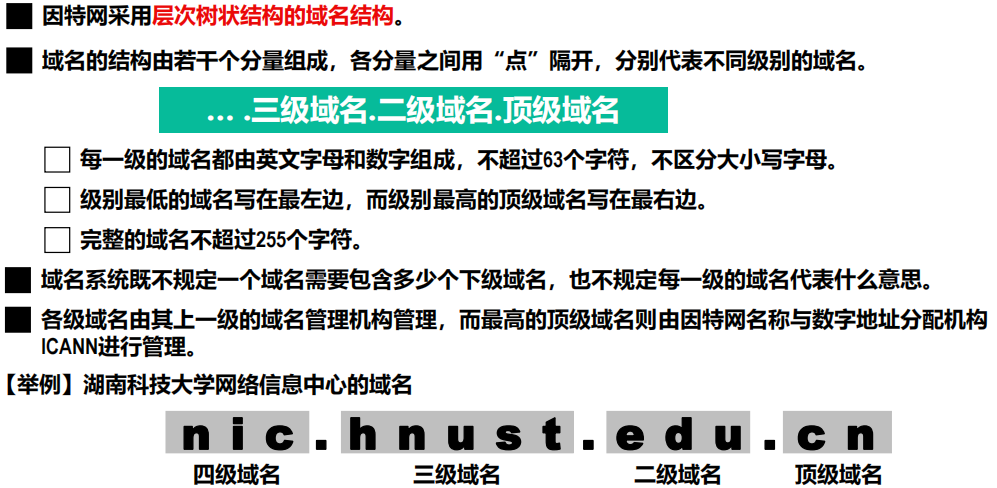 因特网采用层次树状结构的域名结构。
域名的结构由若干个分量组成，各分量之间用“点”隔开，分别代表不同级别的域名。
… .三级域名.二级域名.顶级域名
每一级的域名都由英文字母和数字组成，不超过63个字符，不区分大小写字母。
级别最低的域名写在最左边，而级别最高的顶级域名写在最右边。
完整的域名不超过255个字符。
域名系统既不规定一个域名需要包含多少个下级域名，也不规定每一级的域名代表什么意思。
各级域名由其上一级的域名管理机构管理，而最高的顶级域名则由因特网名称与数字地址分配机构
ICANN进行管理。
【举例】湖南科技大学网络信息中心的域名
nic.hnust.edu.cn
四级域名 三级域名 二级域名 顶级域名